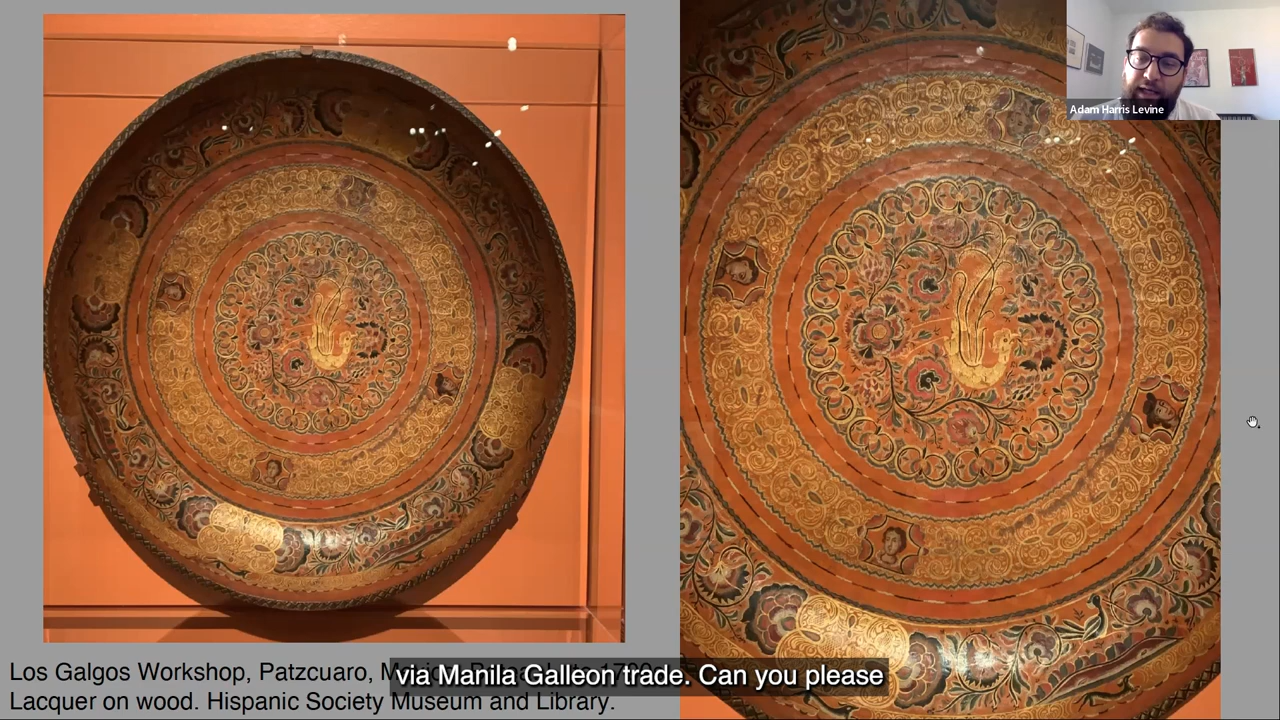 Adam Harris Levine
Los Galgos Workshop, Patzcuaro,
Lacquer on wood. Hispanic Society Museum and Library.
via Manila Galleon trade. Can you please